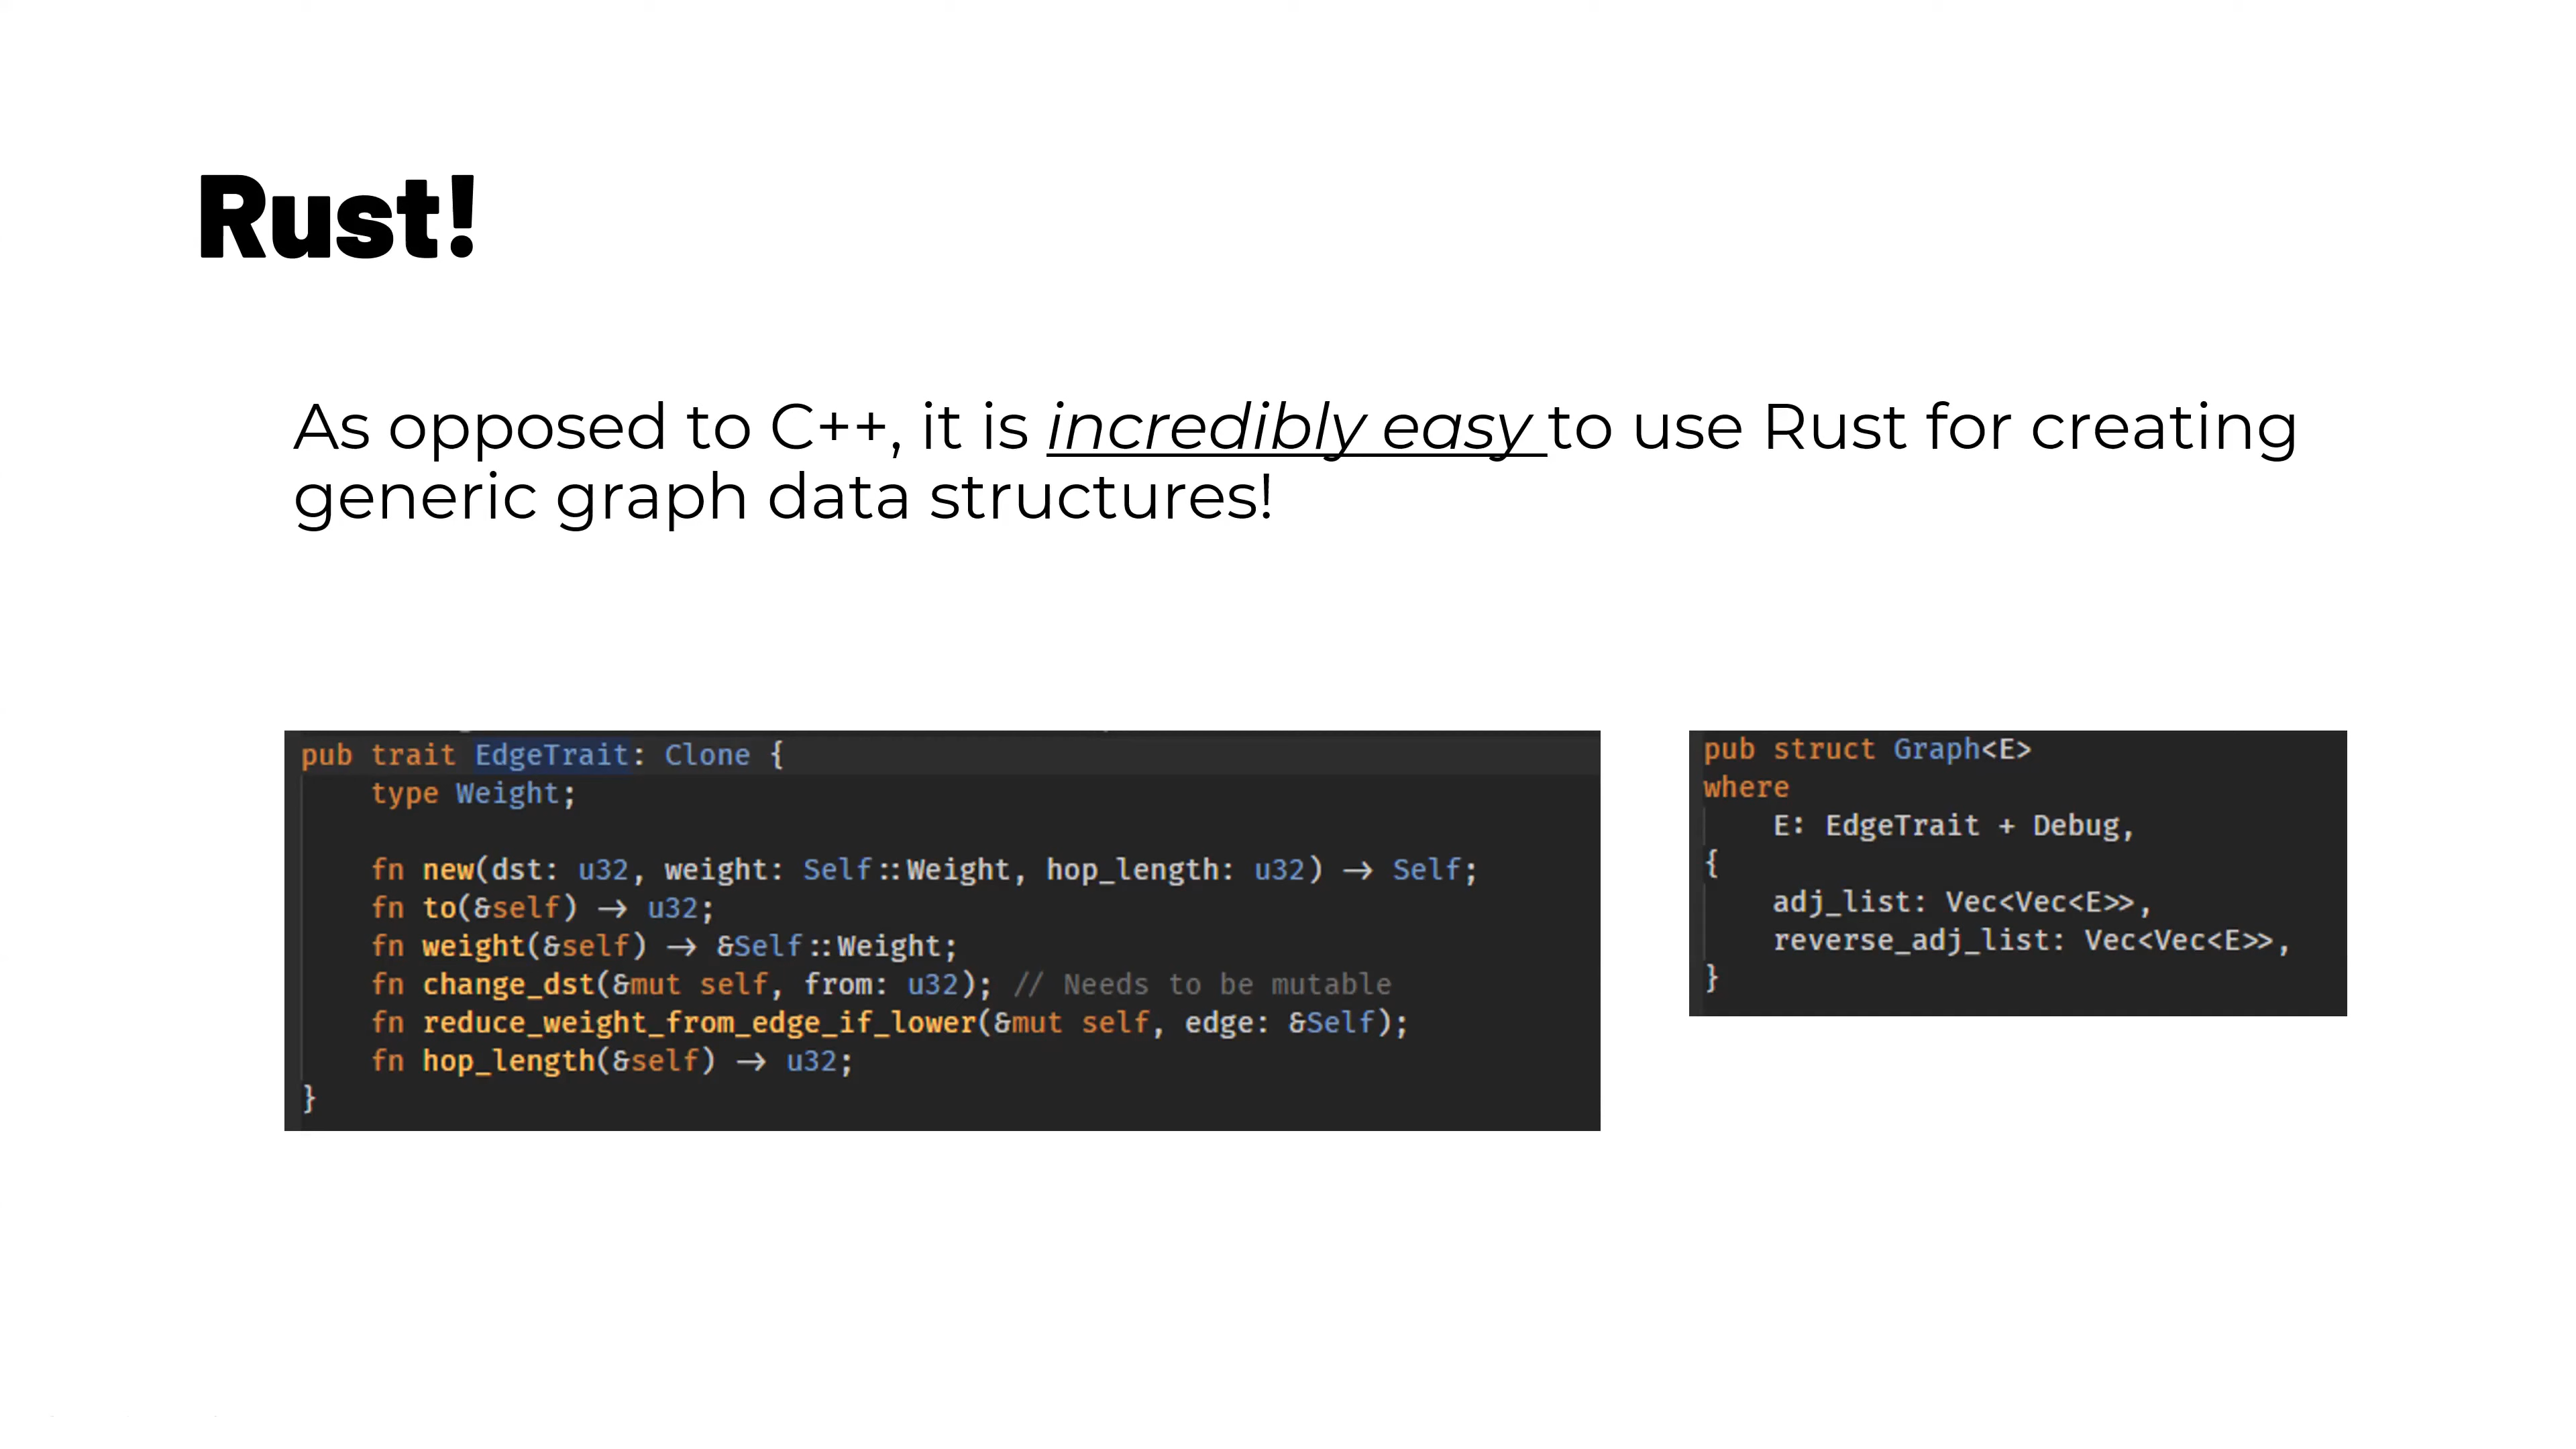 Rust!
As opposed to C++, it is incredibly easy to use Rust for creating
generic graph data structures!
pub trait EdgeTrait: Clone {
    type Weight;
    fn new(dst: u32, weight: Self::Weight, hop_length: u32) -> Self;
    fn to(&self) -> u32;
    fn weight(&self) -> &Self::Weight;
    fn change_dst(&mut self, from: u32); // Needs to be mutable
    fn reduce_weight_from_edge_if_lower(&mut self, edge: &Self);
    fn hop_length(&self) -> u32;
}
pub struct Graph<E>
where
    E: EdgeTrait + Debug,
{
    adj_list: Vec<Vec<E>>,
    reverse_adj_list: Vec<Vec<E>>,
}